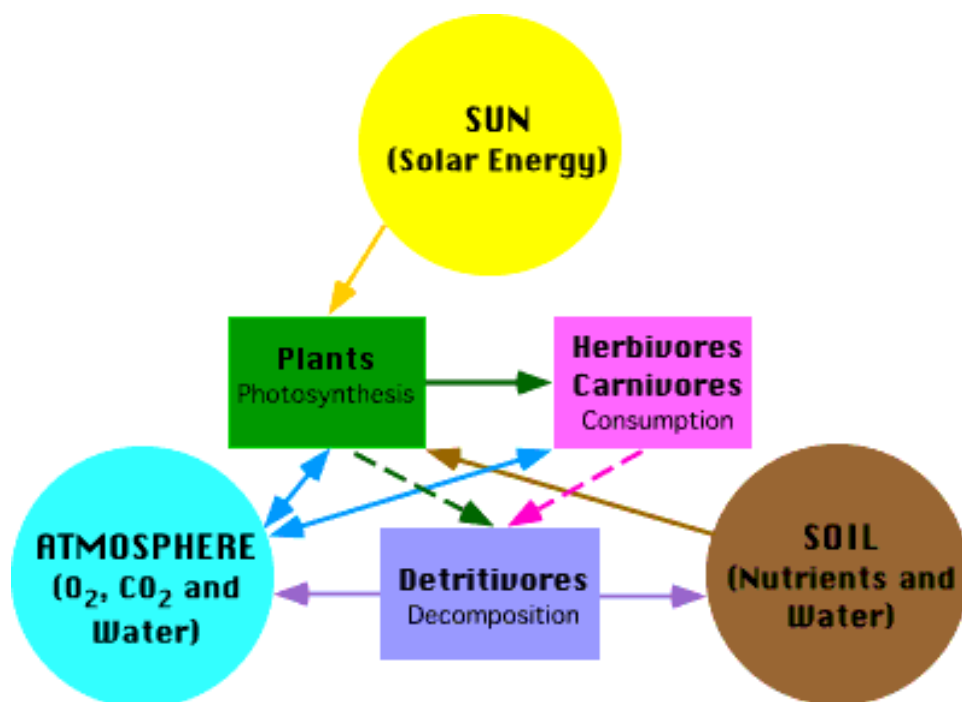 SUN
(Solar Energy)
Plants
Photosynthesis
Herbivores
Carnivores
Consumption
ATMOSPHERE
(O₂, CO₂ and
Water)
Detritivores
Decomposition
SOIL
(Nutrients and
Water)